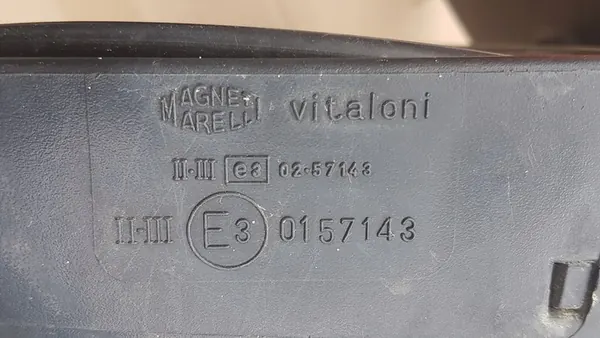 MAGNETI
MARELLI vitaloni
II-III e3 02-57143
II-III E3 0157143